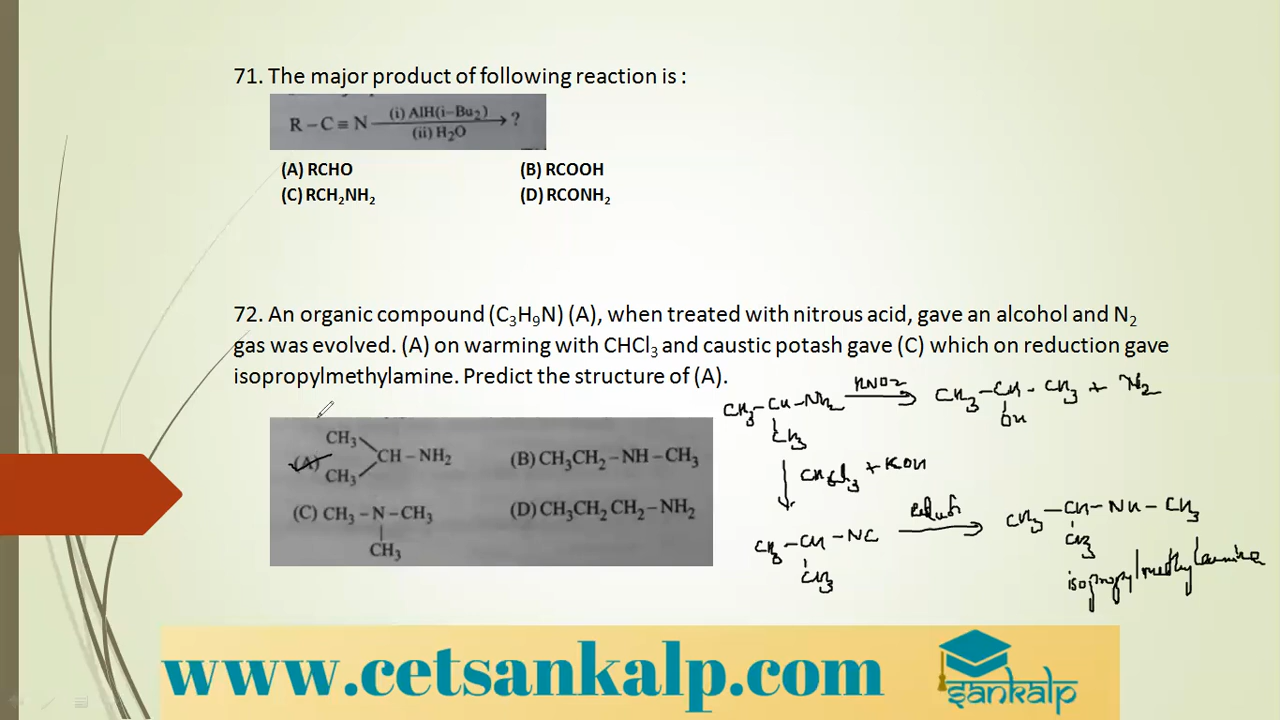 71. The major product of following reaction is :
R – C ≡ N (i) AlH(i–Bu₂) (ii) H₂O → ?
(A) RCHO (B) RCOOH
(C) RCH₂NH₂ (D) RCONH₂
72. An organic compound (C₃H₉N) (A), when treated with nitrous acid, gave an alcohol and N₂
gas was evolved. (A) on warming with CHCl₃ and caustic potash gave (C) which on reduction gave
isopropylmethylamine. Predict the structure of (A).
CH₃–CH–NH₂ HNO₂ → CH₃–CH–CH₃ + N₂
CH₃
OH
CH₃
(A) CH – NH₂ (B) CH₃CH₂ – NH – CH₃
CH₃
CHCl₃ + KOH
(C) CH₃ – N – CH₃ (D) CH₃CH₂ CH₂ – NH₂
CH₃
CH₃–CH–NC → CH₃–CH–NH–CH₃
CH₃
CH₃
isopropylmethylamine
www.cetsankalp.com
sankalp